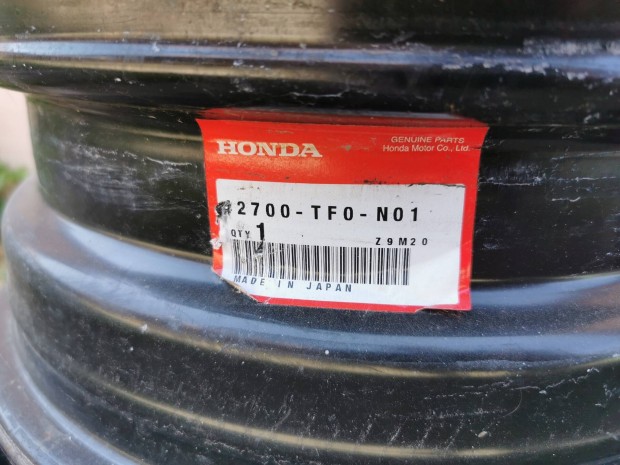 HONDA
GENUINE PARTS
Honda Motor Co., Ltd.
2700-TF0-N01
QTY 1
Z9M20
MADE IN JAPAN